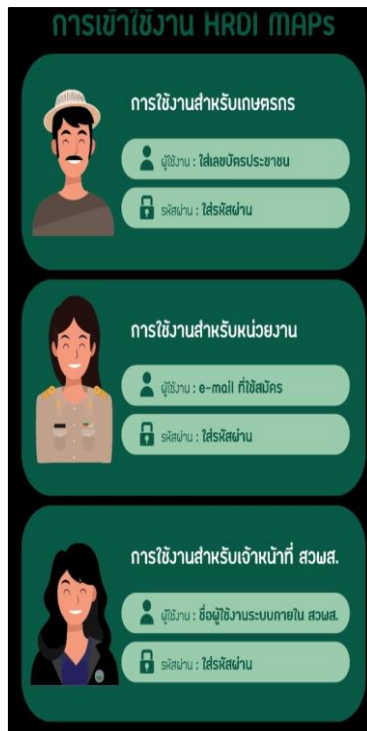 การเข้าใช้งาน HRDI MAPs
การใช้งานสำหรับเกษตรกร
ผู้ใช้งาน : ใส่เลขบัตรประชาชน
รหัสผ่าน : ใส่รหัสผ่าน
การใช้งานสำหรับหน่วยงาน
ผู้ใช้งาน : e-mail ที่ใช้สมัคร
รหัสผ่าน : ใส่รหัสผ่าน
การใช้งานสำหรับเจ้าหน้าที่ สวพส.
ผู้ใช้งาน : ชื่อผู้ใช้งานระบบภายใน สวพส.
รหัสผ่าน : ใส่รหัสผ่าน